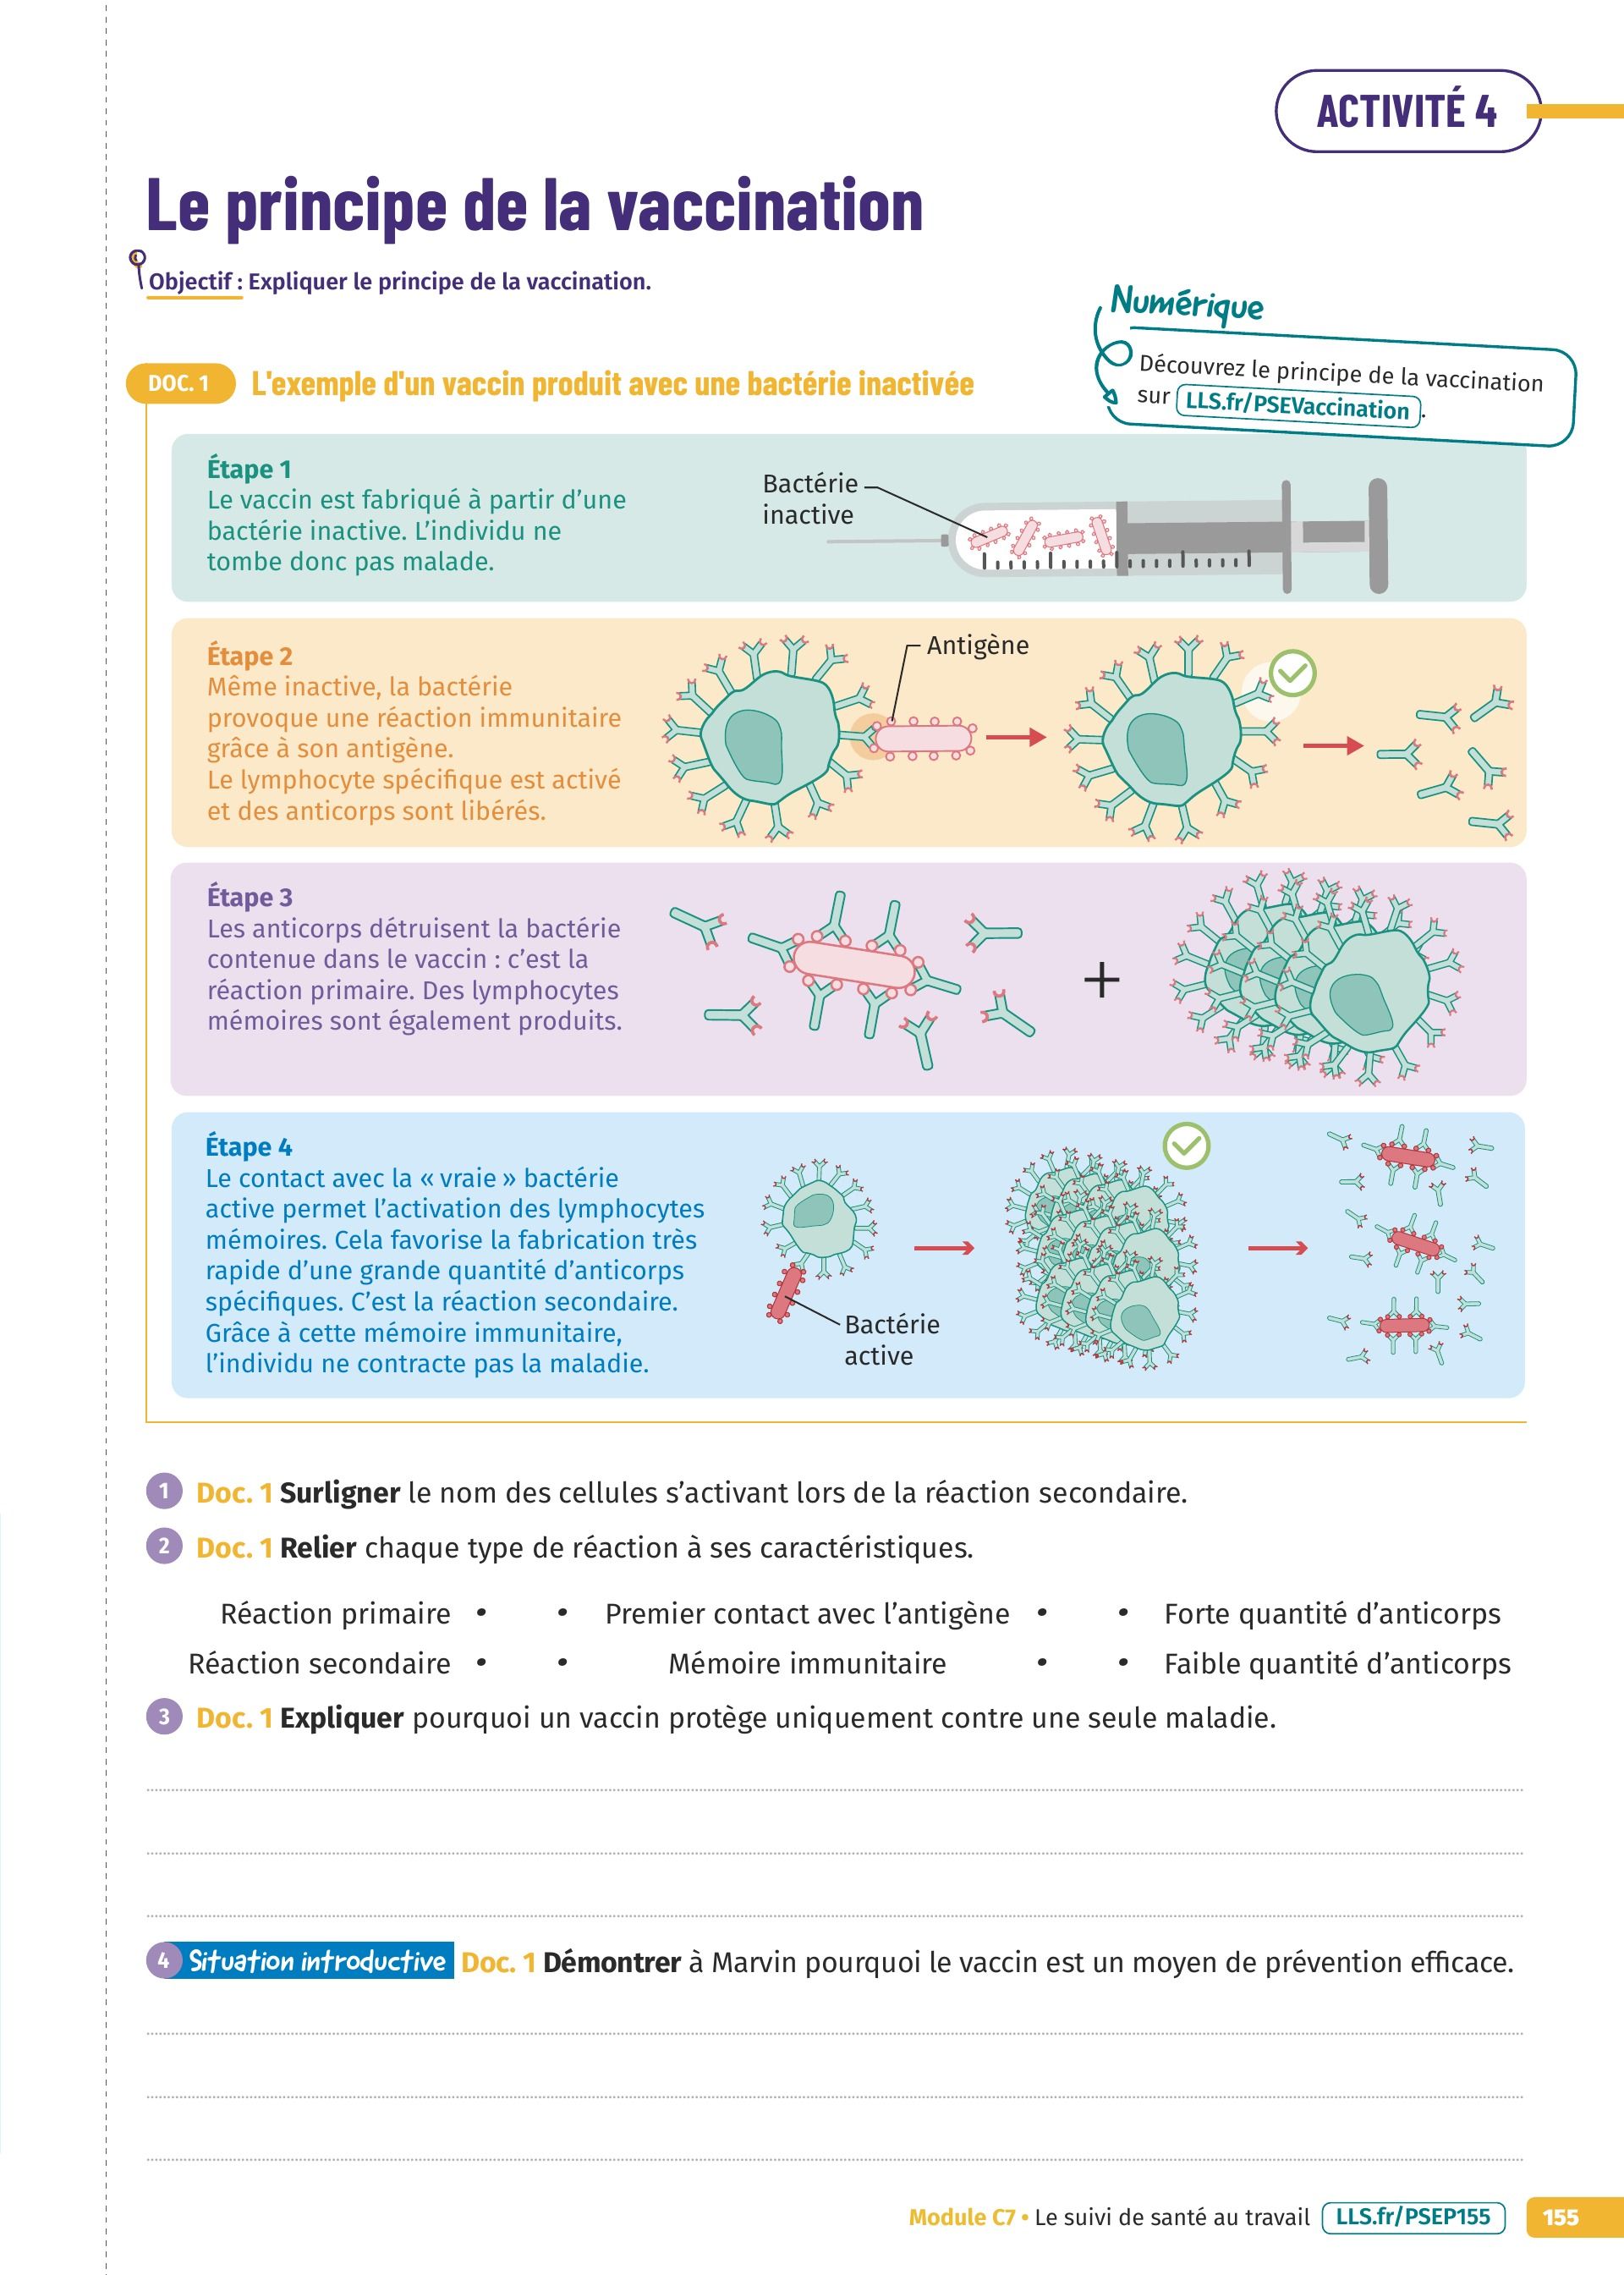 ACTIVITÉ 4
Le principe de la vaccination
Objectif : Expliquer le principe de la vaccination.
Numérique
Découvrez le principe de la vaccination
sur LLS.fr/PSEVaccination.
DOC. 1 L'exemple d'un vaccin produit avec une bactérie inactivée
Étape 1
Le vaccin est fabriqué à partir d’une
bactérie inactive. L’individu ne
tombe donc pas malade.
Bactérie
inactive
Étape 2
Même inactive, la bactérie
provoque une réaction immunitaire
grâce à son antigène.
Le lymphocyte spécifique est activé
et des anticorps sont libérés.
Antigène
Étape 3
Les anticorps détruisent la bactérie
contenue dans le vaccin : c’est la
réaction primaire. Des lymphocytes
mémoires sont également produits.
+
Étape 4
Le contact avec la « vraie » bactérie
active permet l’activation des lymphocytes
mémoires. Cela favorise la fabrication très
rapide d’une grande quantité d’anticorps
spécifiques. C’est la réaction secondaire.
Grâce à cette mémoire immunitaire,
l’individu ne contracte pas la maladie.
Bactérie
active
1 Doc. 1 Surligner le nom des cellules s’activant lors de la réaction secondaire.
2 Doc. 1 Relier chaque type de réaction à ses caractéristiques.
Réaction primaire • • Premier contact avec l’antigène • • Forte quantité d’anticorps
Réaction secondaire • • Mémoire immunitaire • • Faible quantité d’anticorps
3 Doc. 1 Expliquer pourquoi un vaccin protège uniquement contre une seule maladie.
4 Situation introductive Doc. 1 Démontrer à Marvin pourquoi le vaccin est un moyen de prévention efficace.
Module C7 • Le suivi de santé au travail LLS.fr/PSEP155 155